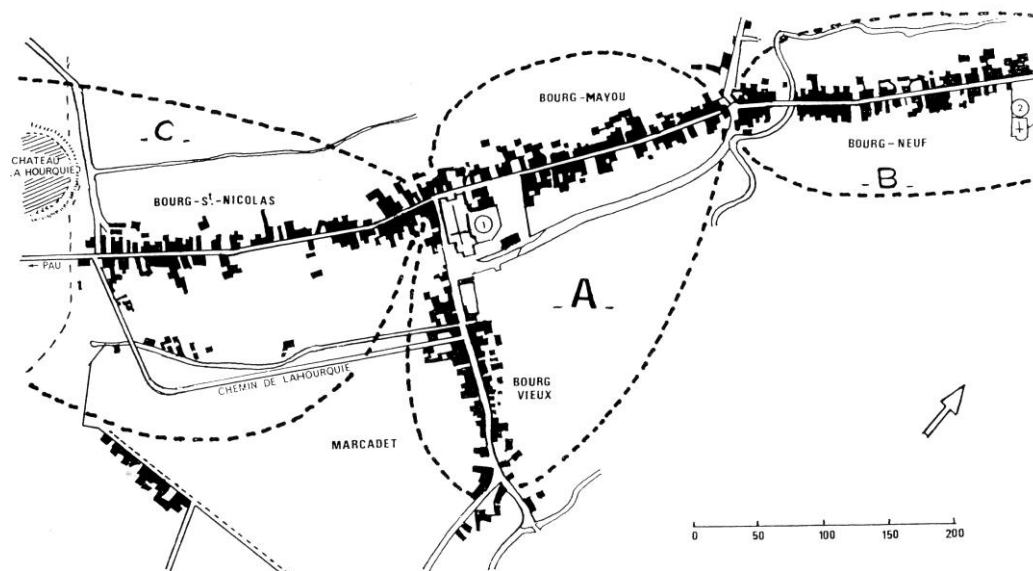 C
CHATEAU
LA HOURQUIE
BOURG-St.-NICOLAS
← PAU
BOURG-MAYOU
1
2
BOURG-NEUF
B
A
BOURG
VIEUX
CHEMIN DE LAHOURQUIE
MARCADET
0 50 100 150 200